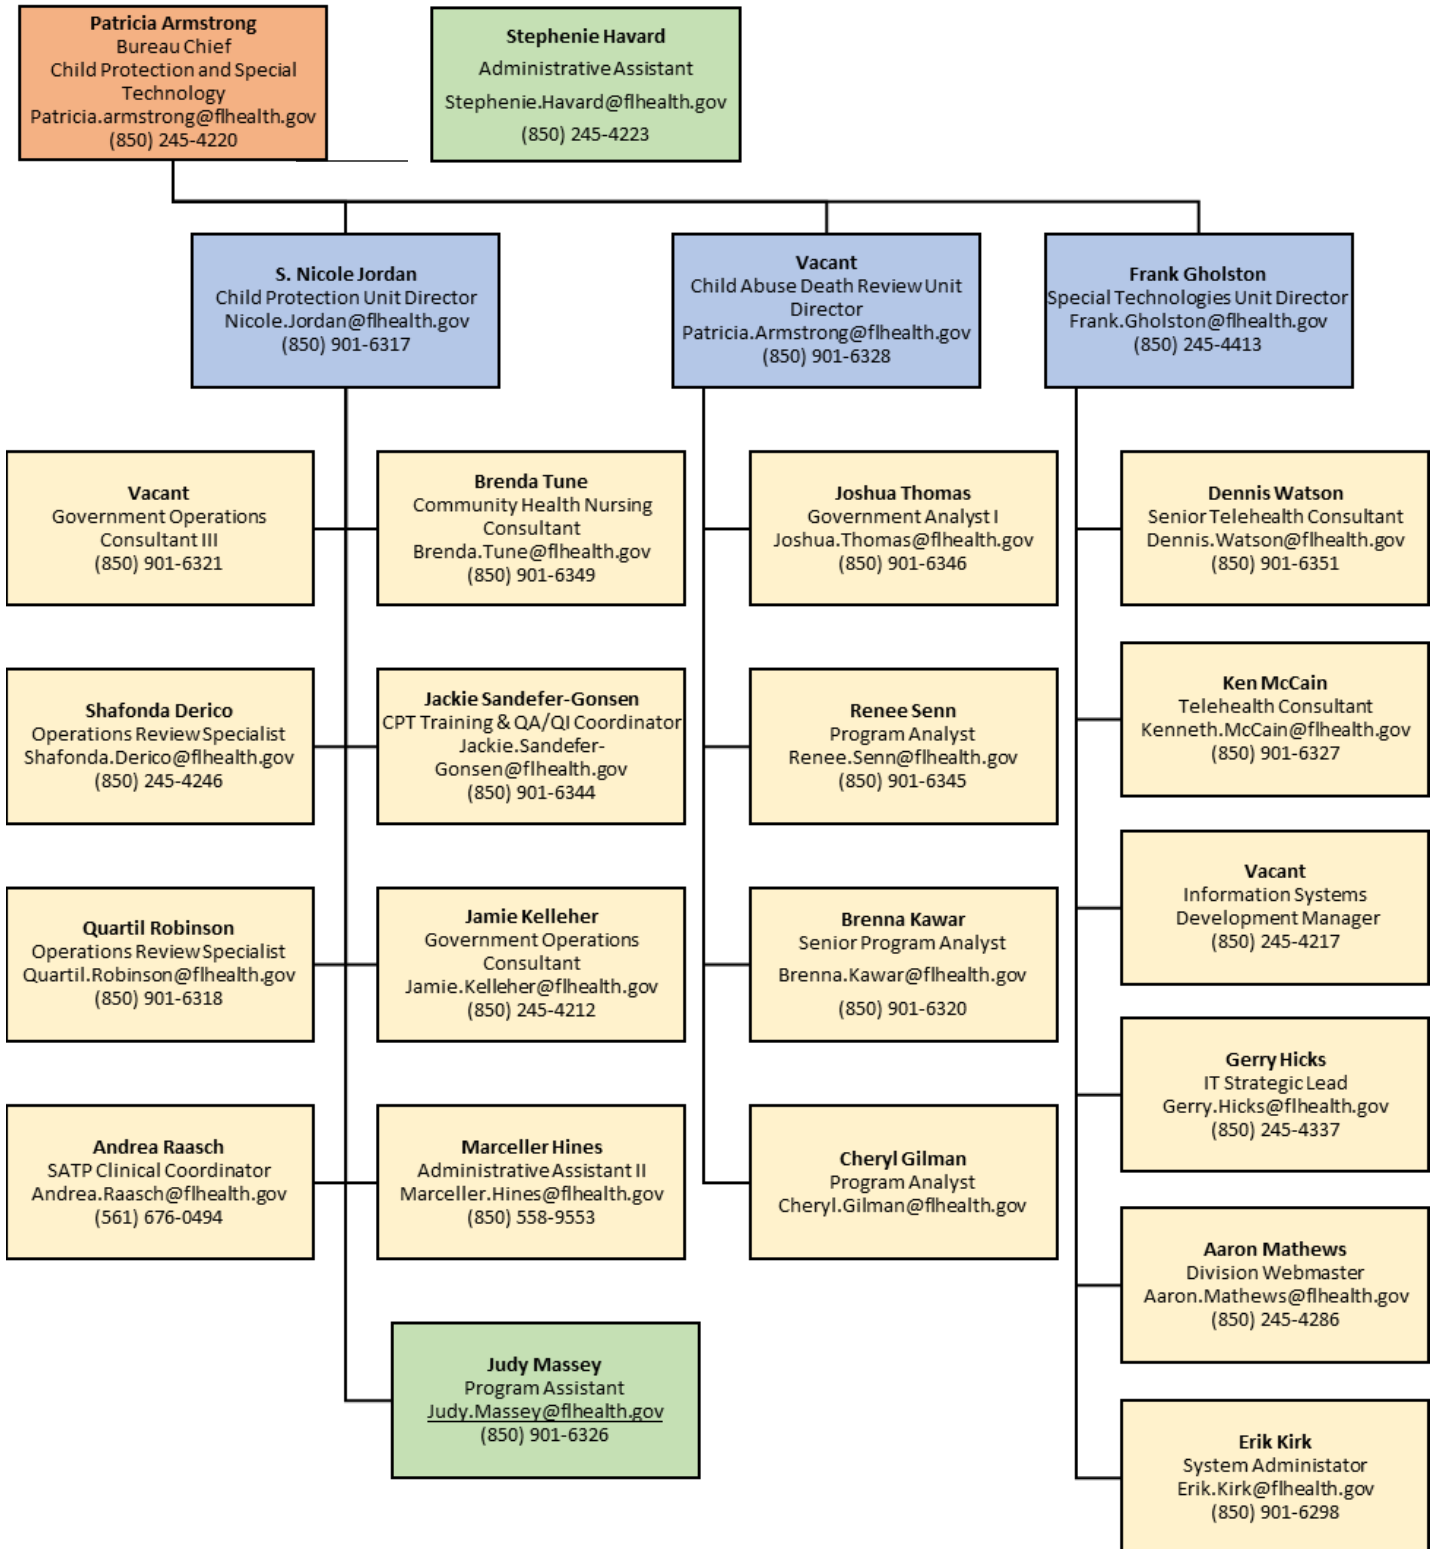 Patricia Armstrong
Bureau Chief
Child Protection and Special
Technology
Patricia.armstrong@flhealth.gov
(850) 245-4220
Stephenie Havard
Administrative Assistant
Stephenie.Havard@flhealth.gov
(850) 245-4223
S. Nicole Jordan
Child Protection Unit Director
Nicole.Jordan@flhealth.gov
(850) 901-6317
Vacant
Child Abuse Death Review Unit
Director
Patricia.Armstrong@flhealth.gov
(850) 901-6328
Frank Gholston
Special Technologies Unit Director
Frank.Gholston@flhealth.gov
(850) 245-4413
Vacant
Government Operations
Consultant III
(850) 901-6321
Brenda Tune
Community Health Nursing
Consultant
Brenda.Tune@flhealth.gov
(850) 901-6349
Joshua Thomas
Government Analyst I
Joshua.Thomas@flhealth.gov
(850) 901-6346
Dennis Watson
Senior Telehealth Consultant
Dennis.Watson@flhealth.gov
(850) 901-6351
Shafonda Derico
Operations Review Specialist
Shafonda.Derico@flhealth.gov
(850) 245-4246
Jackie Sandefer-Gonsen
CPT Training & QA/QI Coordinator
Jackie.Sandefer-
Gonsen@flhealth.gov
(850) 901-6344
Renee Senn
Program Analyst
Renee.Senn@flhealth.gov
(850) 901-6345
Ken McCain
Telehealth Consultant
Kenneth.McCain@flhealth.gov
(850) 901-6327
Vacant
Information Systems
Development Manager
(850) 245-4217
Quartil Robinson
Operations Review Specialist
Quartil.Robinson@flhealth.gov
(850) 901-6318
Jamie Kelleher
Government Operations
Consultant
Jamie.Kelleher@flhealth.gov
(850) 245-4212
Brenna Kawar
Senior Program Analyst
Brenna.Kawar@flhealth.gov
(850) 901-6320
Gerry Hicks
IT Strategic Lead
Gerry.Hicks@flhealth.gov
(850) 245-4337
Andrea Raasch
SATP Clinical Coordinator
Andrea.Raasch@flhealth.gov
(561) 676-0494
Marceller Hines
Administrative Assistant II
Marceller.Hines@flhealth.gov
(850) 558-9553
Cheryl Gilman
Program Analyst
Cheryl.Gilman@flhealth.gov
Aaron Mathews
Division Webmaster
Aaron.Mathews@flhealth.gov
(850) 245-4286
Judy Massey
Program Assistant
Judy.Massey@flhealth.gov
(850) 901-6326
Erik Kirk
System Administator
Erik.Kirk@flhealth.gov
(850) 901-6298